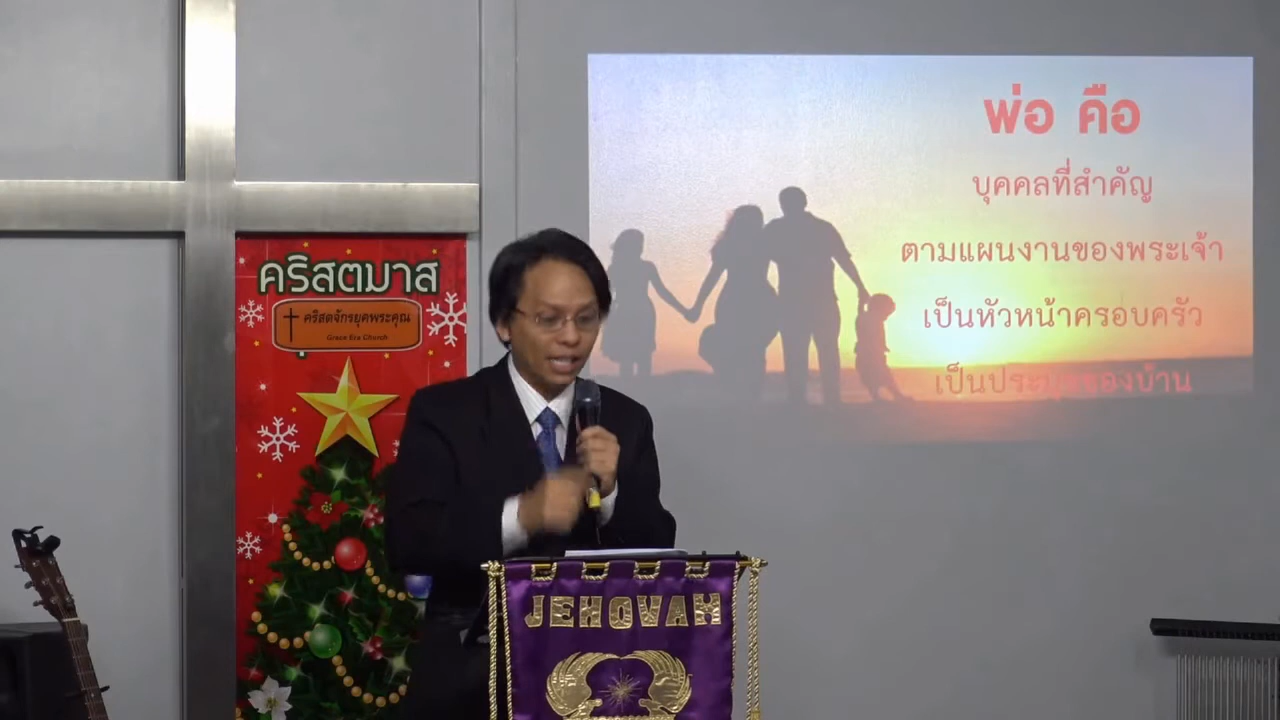 คริสตมาส
คริสตจักรยุคพระคุณ
Grace Era Church
พ่อ คือ
บุคคลที่สำคัญ
ตามแผนงานของพระเจ้า
เป็นหัวหน้าครอบครัว
เป็นประมุขของบ้าน
JEHOVAH